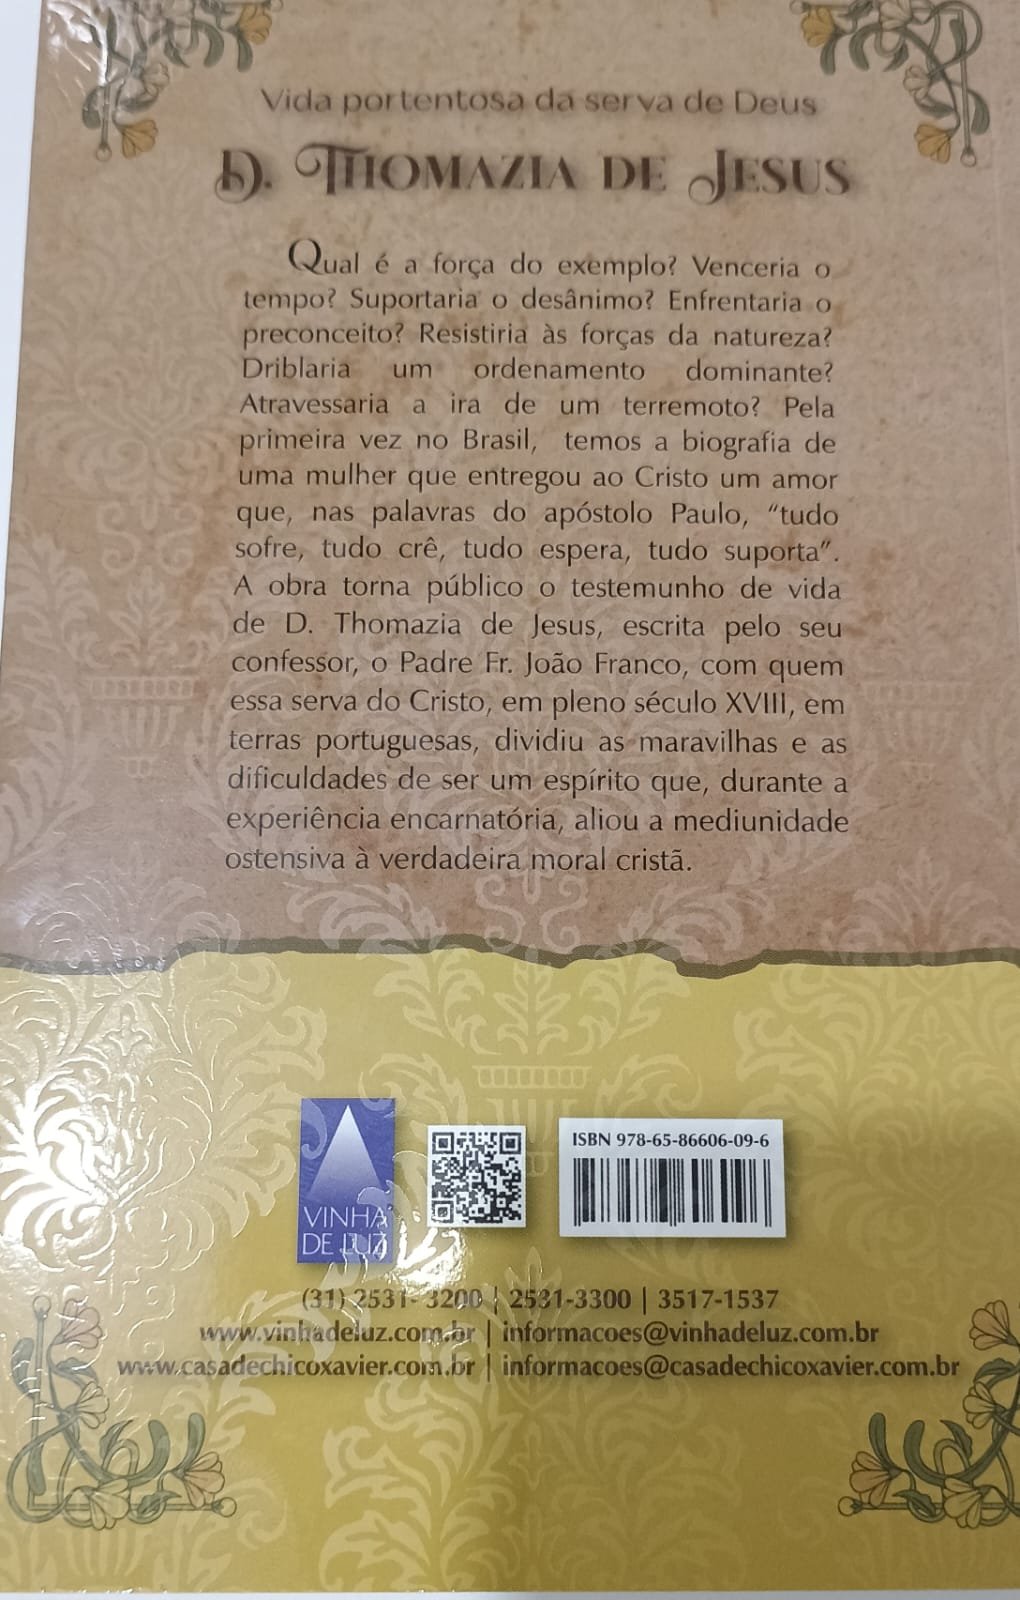 Vida portentosa da serva de Deus
D. THOMAZIA DE JESUS
Qual é a força do exemplo? Venceria o
tempo? Suportaria o desânimo? Enfrentaria o
preconceito? Resistiria às forças da natureza?
Driblaria um ordenamento dominante?
Atravessaria a ira de um terremoto? Pela
primeira vez no Brasil, temos a biografia de
uma mulher que entregou ao Cristo um amor
que, nas palavras do apóstolo Paulo, “tudo
sofre, tudo crê, tudo espera, tudo suporta”.
A obra torna público o testemunho de vida
de D. Thomazia de Jesus, escrita pelo seu
confessor, o Padre Fr. João Franco, com quem
essa serva do Cristo, em pleno século XVIII, em
terras portuguesas, dividiu as maravilhas e as
dificuldades de ser um espírito que, durante a
experiência encarnatória, aliou a mediunidade
ostensiva à verdadeira moral cristã.
VINHA
DE LUZ
ISBN 978-65-86606-09-6
(31) 2531- 3200 | 2531-3300 | 3517-1537
www.vinhadeluz.com.br | informacoes@vinhadeluz.com.br
www.casadechicoxavier.com.br | informacoes@casadechicoxavier.com.br